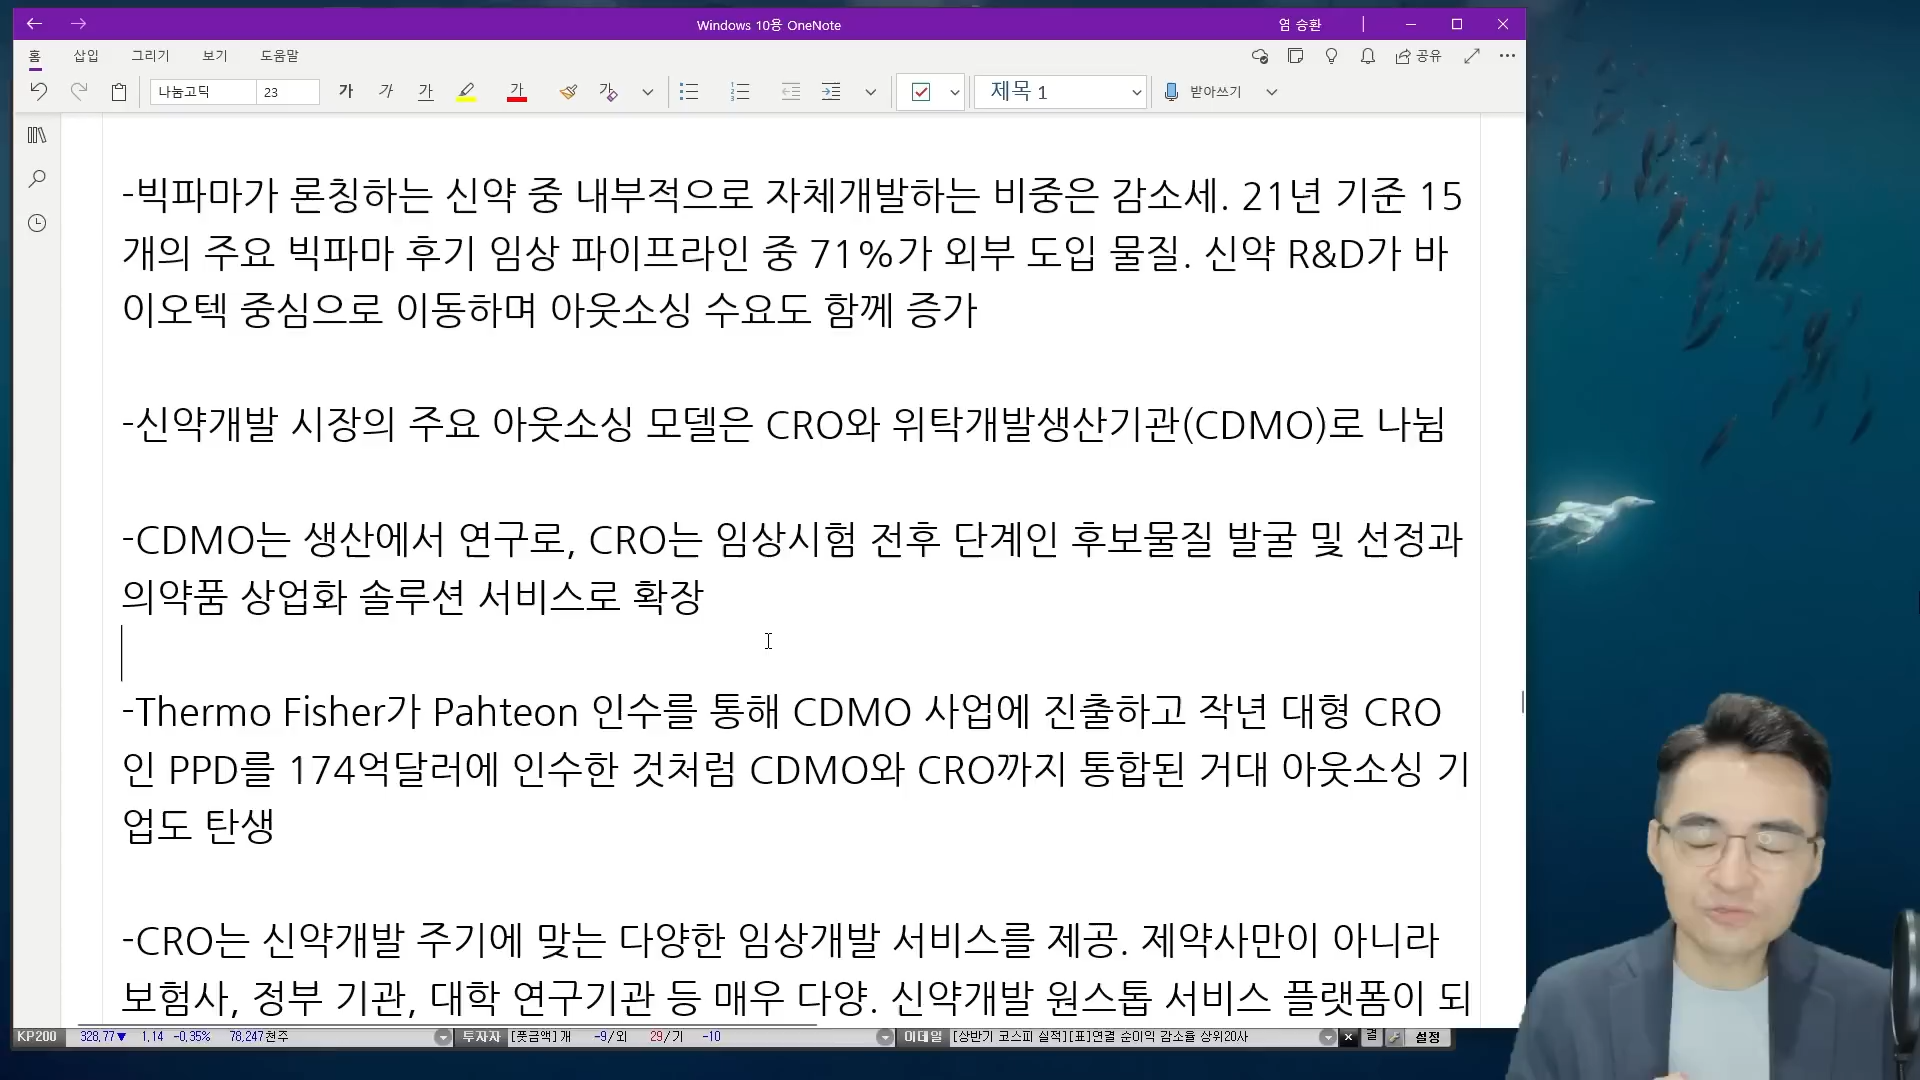 Windows 10용 OneNote
염 승환
홈 삽입 그리기 보기 도움말
공유
나눔고딕 23 가 가 가 가 가 제목 1 받아쓰기
-빅파마가 론칭하는 신약 중 내부적으로 자체개발하는 비중은 감소세. 21년 기준 15
개의 주요 빅파마 후기 임상 파이프라인 중 71%가 외부 도입 물질. 신약 R&D가 바
이오텍 중심으로 이동하며 아웃소싱 수요도 함께 증가
-신약개발 시장의 주요 아웃소싱 모델은 CRO와 위탁개발생산기관(CDMO)로 나뉨
-CDMO는 생산에서 연구로, CRO는 임상시험 전후 단계인 후보물질 발굴 및 선정과
의약품 상업화 솔루션 서비스로 확장
-Thermo Fisher가 Pahteon 인수를 통해 CDMO 사업에 진출하고 작년 대형 CRO
인 PPD를 174억달러에 인수한 것처럼 CDMO와 CRO까지 통합된 거대 아웃소싱 기
업도 탄생
-CRO는 신약개발 주기에 맞는 다양한 임상개발 서비스를 제공. 제약사만이 아니라
보험사, 정부 기관, 대학 연구기관 등 매우 다양. 신약개발 원스톱 서비스 플랫폼이 되
KP200 328,77▼ 1,14 -0,35% 78,247천주 투자자 [풋금액]개 -9/외 29/기 -10 이데일 [상반기 코스피 실적][표]연결 순이익 감소율 상위20사 결 설정